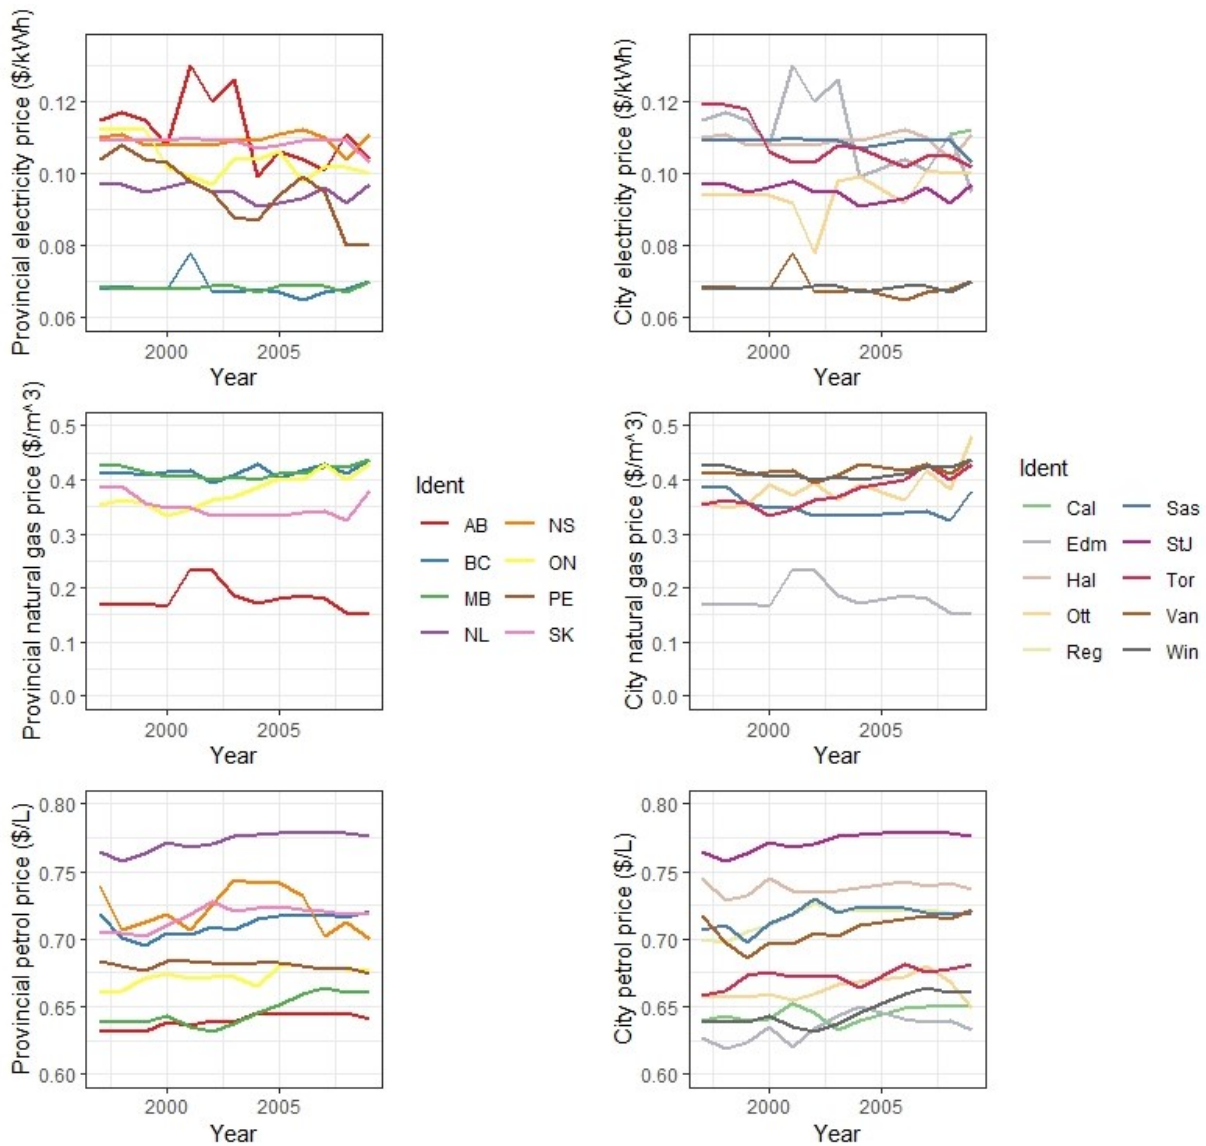 Provincial electricity price ($/kWh)
0.12
0.10
0.08
0.06
2000 2005
Year
City electricity price ($/kWh)
0.12
0.10
0.08
0.06
2000 2005
Year
Provincial natural gas price ($/m^3)
0.5
0.4
0.3
0.2
0.1
0.0
2000 2005
Year
Ident
AB NS
BC ON
MB PE
NL SK
City natural gas price ($/m^3)
0.5
0.4
0.3
0.2
0.1
0.0
2000 2005
Year
Ident
Cal Sas
Edm StJ
Hal Tor
Ott Van
Reg Win
Provincial petrol price ($/L)
0.80
0.75
0.70
0.65
0.60
2000 2005
Year
City petrol price ($/L)
0.80
0.75
0.70
0.65
0.60
2000 2005
Year